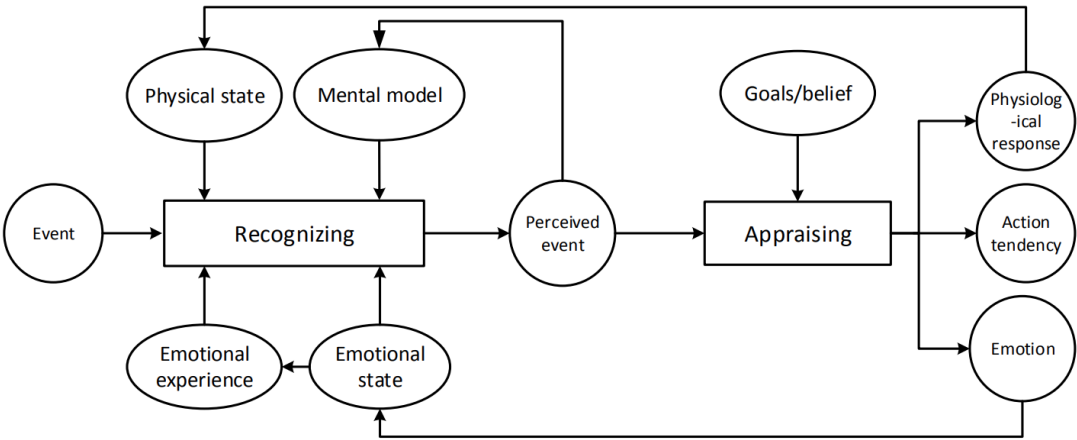 Physical state
Mental model
Goals/belief
Physiolog
-ical
response
Event
Recognizing
Perceived
event
Appraising
Action
tendency
Emotional
experience
Emotional
state
Emotion